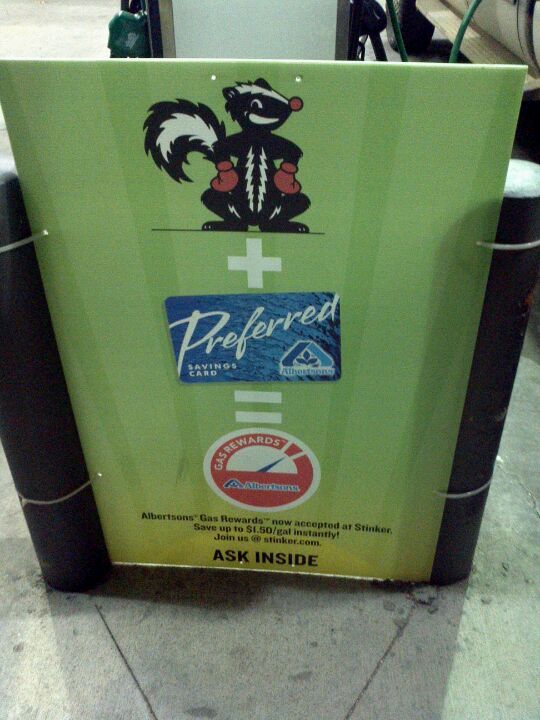 +
Preferred
SAVINGS
CARD
Albertsons
=
GAS REWARDS™
Albertsons
Albertsons® Gas Rewards™ now accepted at Stinker.
Save up to $1.50/gal instantly!
Join us @ stinker.com.
ASK INSIDE